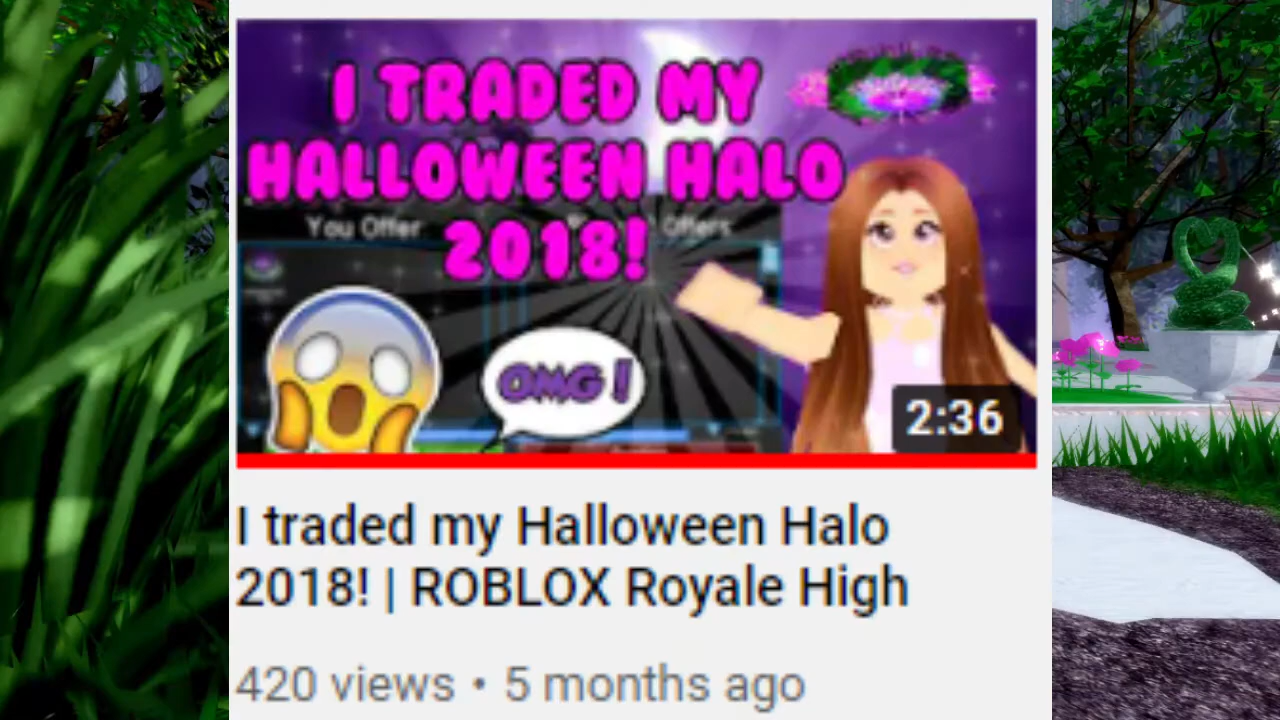 I TRADED MY
HALLOWEEN HALO
2018!
You Offer
Offers
OMG!
2:36
I traded my Halloween Halo
2018! | ROBLOX Royale High
420 views • 5 months ago